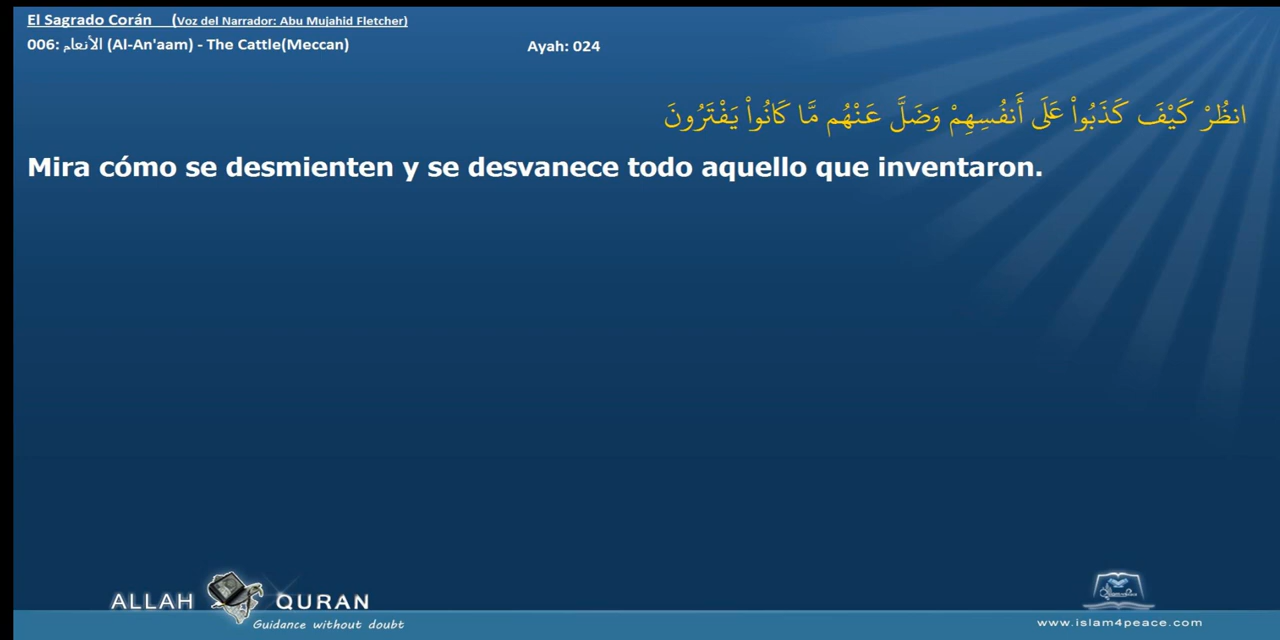 El Sagrado Corán (Voz del Narrador: Abu Mujahid Fletcher)
006: الأنعام (Al-An'aam) - The Cattle(Meccan)
Ayah: 024
انظُرْ كَيْفَ كَذَبُواْ عَلَى أَنفُسِهِمْ وَضَلَّ عَنْهُم مَّا كَانُواْ يَفْتَرُونَ
Mira cómo se desmienten y se desvanece todo aquello que inventaron.
ALLAH QURAN
Guidance without doubt
www.islam4peace.com